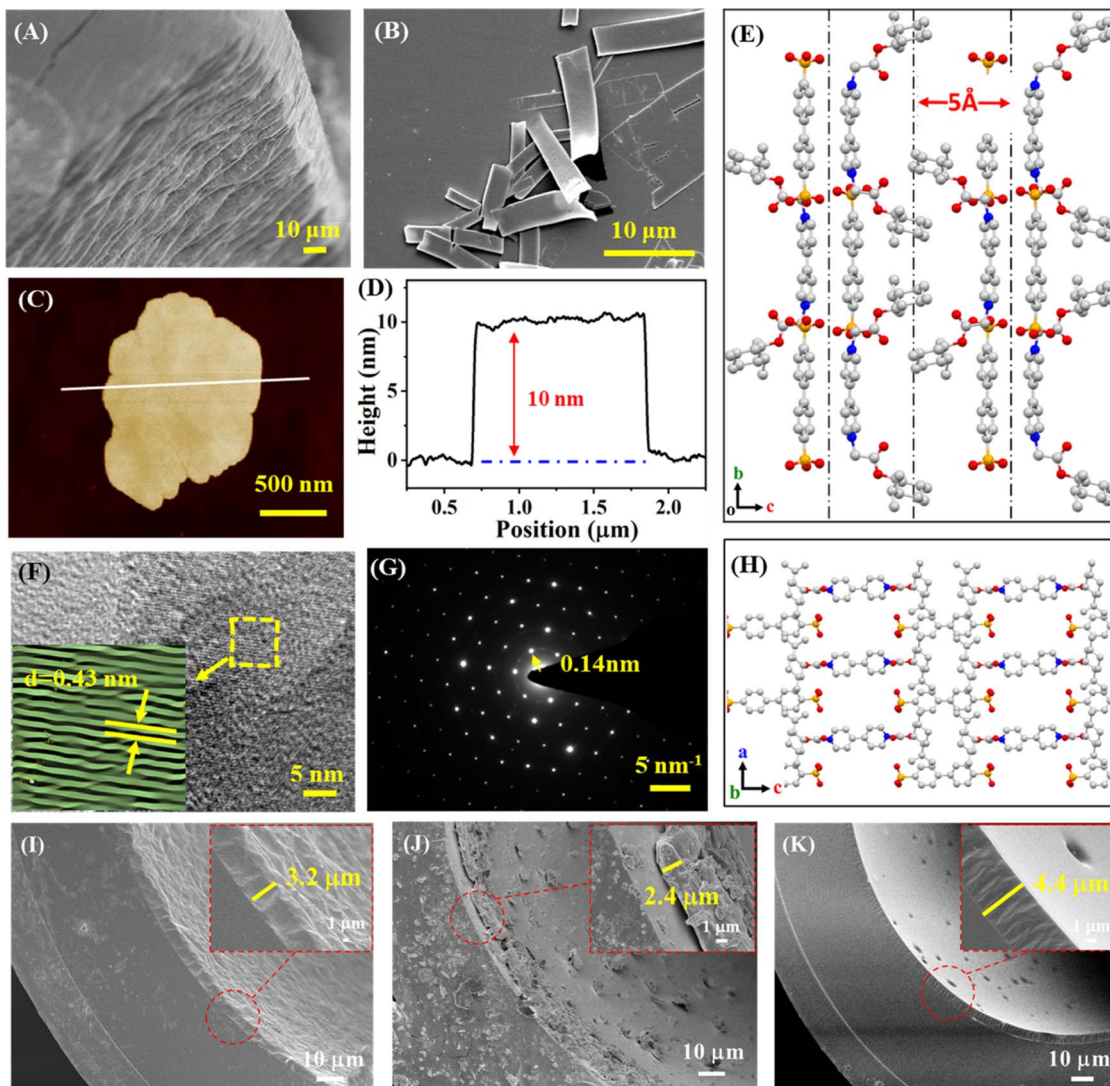 (A)
10 µm
(B)
10 µm
(C)
500 nm
(D)
Height (nm)
10
5
0
10 nm
0.5
1.0
1.5
2.0
Position (µm)
(E)
5Å
b
o
c
(F)
d=0.43 nm
5 nm
(G)
0.14nm
5 nm⁻¹
(H)
a
b
c
(I)
3.2 µm
1 µm
10 µm
(J)
2.4 µm
1 µm
10 µm
(K)
4.4 µm
1 µm
10 µm